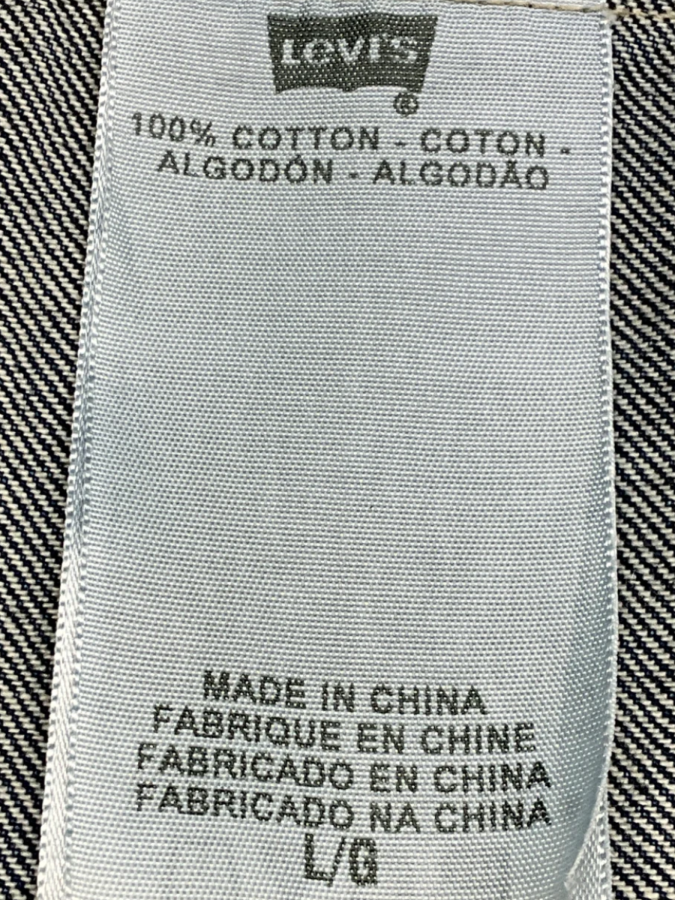 LEVI'S
®
100% COTTON - COTON -
ALGODÓN - ALGODÃO
MADE IN CHINA
FABRIQUE EN CHINE
FABRICADO EN CHINA
FABRICADO NA CHINA
L/G